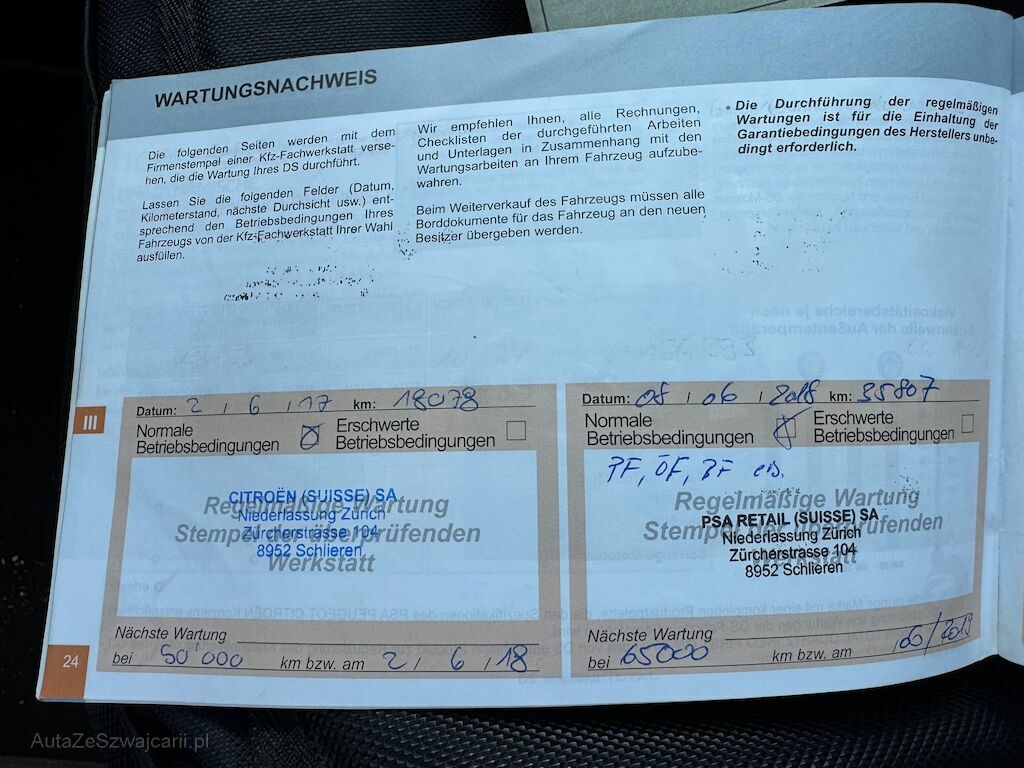 WARTUNGSNACHWEIS
Die folgenden Seiten werden mit dem
Firmenstempel einer Kfz-Fachwerkstatt verse-
hen, die die Wartung Ihres DS durchführt.
Lassen Sie die folgenden Felder (Datum,
Kilometerstand, nächste Durchsicht usw.) ent-
sprechend den Betriebsbedingungen Ihres
Fahrzeugs von der Kfz-Fachwerkstatt Ihrer Wahl
ausfüllen.
Wir empfehlen Ihnen, alle Rechnungen,
Checklisten der durchgeführten Arbeiten
und Unterlagen in Zusammenhang mit den
Wartungsarbeiten an Ihrem Fahrzeug aufzube-
wahren.
Beim Weiterverkauf des Fahrzeugs müssen alle
Borddokumente für das Fahrzeug an den neuen
Besitzer übergeben werden.
• Die Durchführung der regelmäßigen
Wartungen ist für die Einhaltung der
Garantiebedingungen des Herstellers unbe-
dingt erforderlich.
III
Datum: 2 / 6 / 17 km: 18078
Normale
Betriebsbedingungen
Erschwerte
Betriebsbedingungen
Regelmäßige Wartung
Stempel der überprüfenden
Werkstatt
CITROËN (SUISSE) SA
Niederlassung Zürich
Zürcherstrasse 104
8952 Schlieren
Nächste Wartung
bei 50'000 km bzw. am 2 / 6 / 18
Datum: 08 / 06 / 2018 km: 35807
Normale
Betriebsbedingungen
Erschwerte
Betriebsbedingungen
PF, ÖF, BF
Regelmäßige Wartung
Stempel der überprüfenden
Werkstatt
PSA RETAIL (SUISSE) SA
Niederlassung Zürich
Zürcherstrasse 104
8952 Schlieren
Nächste Wartung
bei 65000 km bzw. am /2019
24
AutaZeSzwajcarii.pl